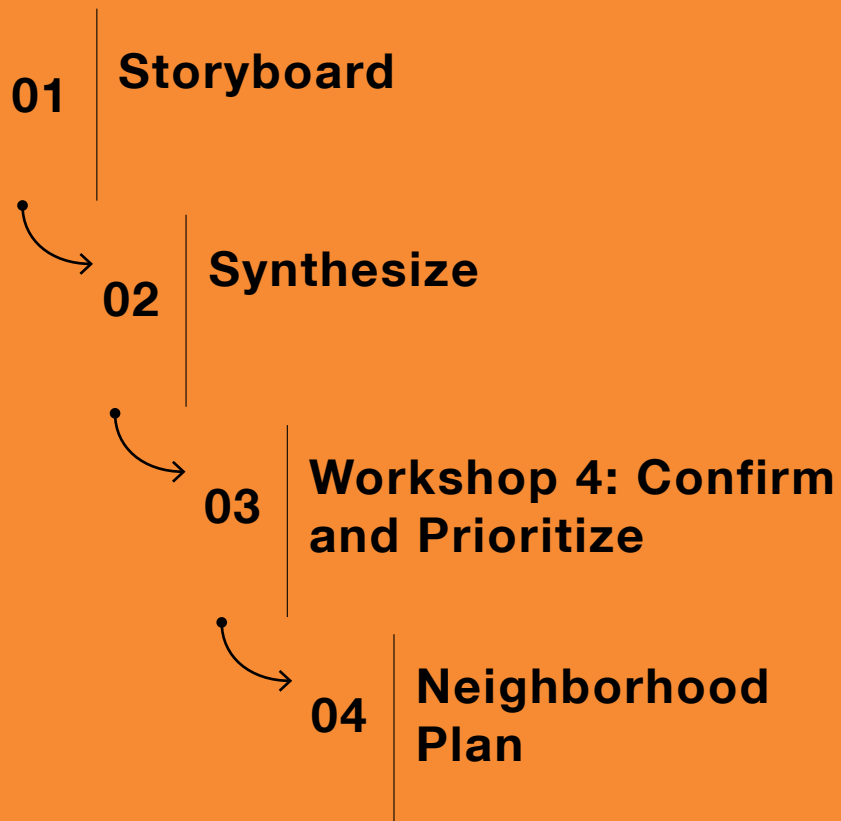 01
Storyboard
02
Synthesize
03
Workshop 4: Confirm
and Prioritize
04
Neighborhood
Plan